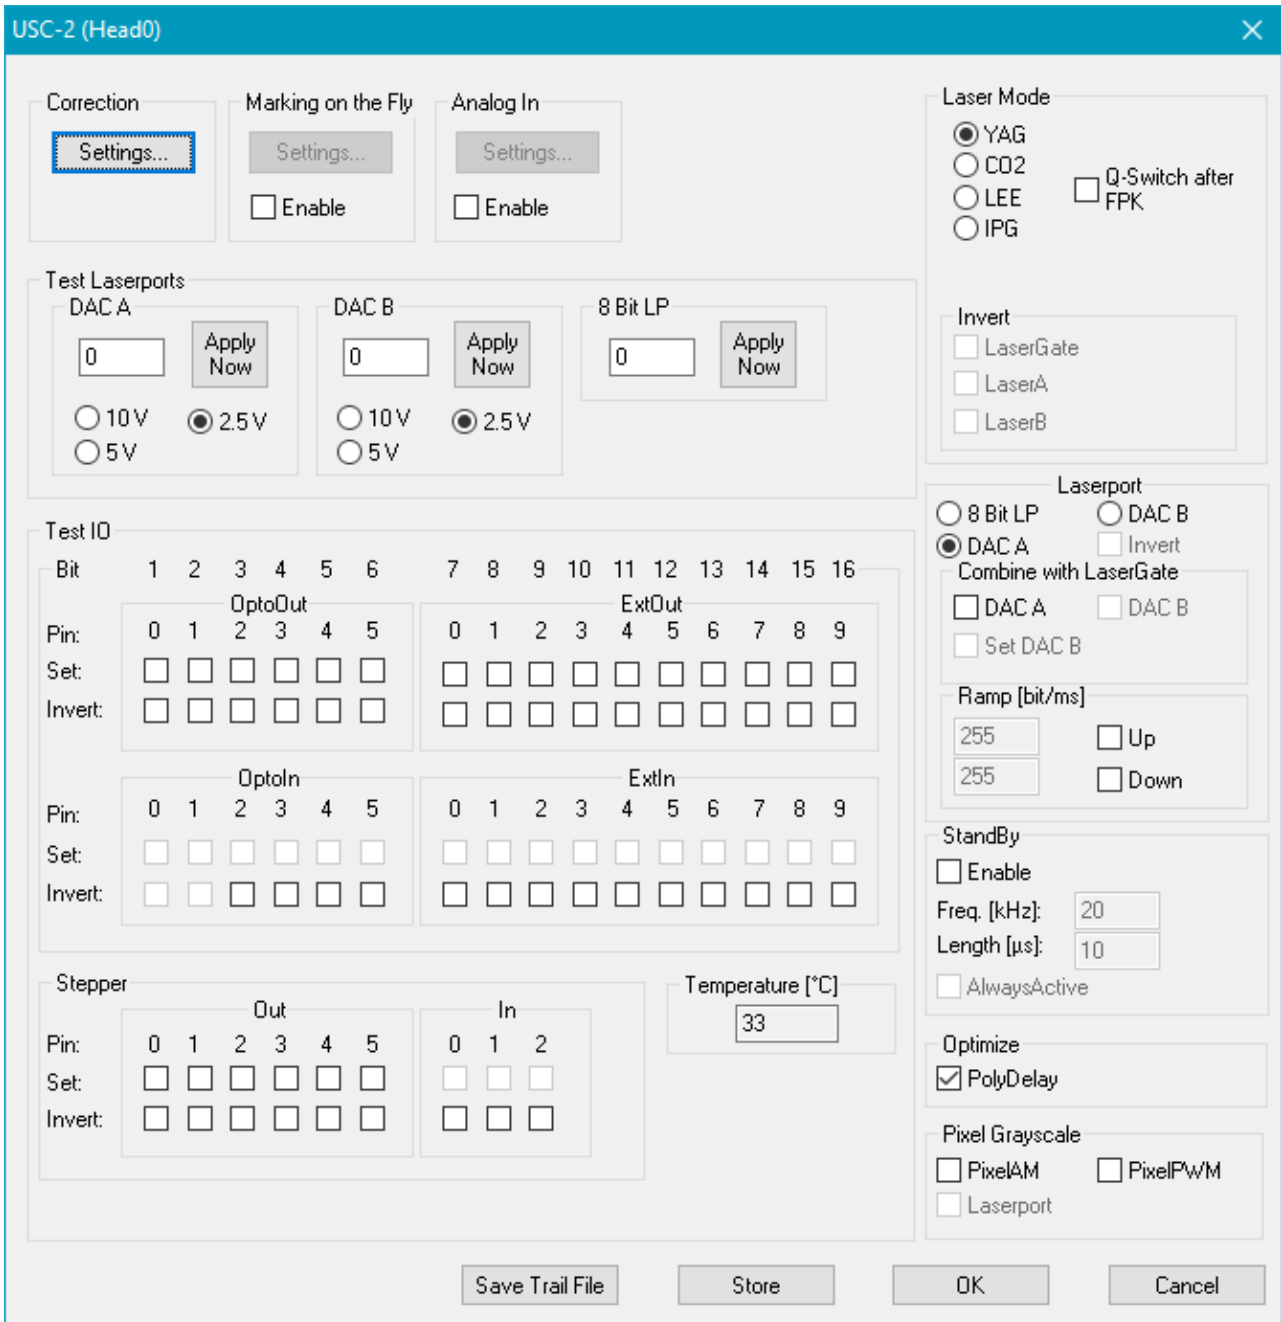 USC-2 (Head0)
Correction
Settings...
Marking on the Fly
Settings...
Enable
Analog In
Settings...
Enable
Test Laserports
DAC A
0
Apply
Now
10 V
2.5 V
5 V
DAC B
0
Apply
Now
10 V
2.5 V
5 V
8 Bit LP
0
Apply
Now
Test IO
Bit 1 2 3 4 5 6 7 8 9 10 11 12 13 14 15 16
OptoOut ExtOut
Pin: 0 1 2 3 4 5 0 1 2 3 4 5 6 7 8 9
Set:
Invert:
OptoIn ExtIn
Pin: 0 1 2 3 4 5 0 1 2 3 4 5 6 7 8 9
Set:
Invert:
Stepper
Out In
Pin: 0 1 2 3 4 5 0 1 2
Set:
Invert:
Temperature [°C]
33
Laser Mode
YAG
CO2
LEE
IPG
Q-Switch after
FPK
Invert
LaserGate
LaserA
LaserB
Laserport
8 Bit LP DAC B
DAC A Invert
Combine with LaserGate
DAC A DAC B
Set DAC B
Ramp [bit/ms]
255 Up
255 Down
StandBy
Enable
Freq. [kHz]: 20
Length [µs]: 10
AlwaysActive
Optimize
PolyDelay
Pixel Grayscale
PixelAM PixelPWM
Laserport
Save Trail File Store OK Cancel